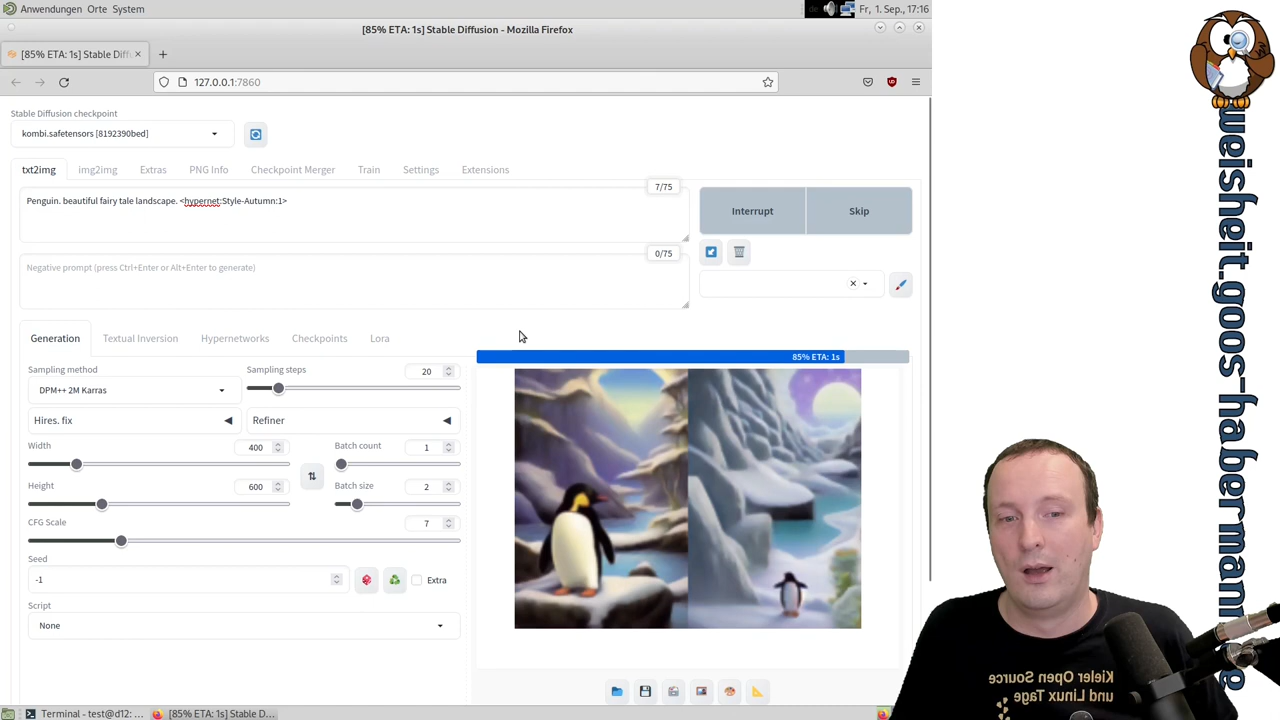 Anwendungen Orte System
de
Fr, 1. Sep., 17:16
[85% ETA: 1s] Stable Diffusion - Mozilla Firefox
[85% ETA: 1s] Stable Diff
127.0.0.1:7860
Stable Diffusion checkpoint
kombi.safetensors [8192390bed]
txt2img img2img Extras PNG Info Checkpoint Merger Train Settings Extensions
7/75
Penguin. beautiful fairy tale landscape. <hypernet:Style-Autumn:1>
Interrupt
Skip
0/75
Negative prompt (press Ctrl+Enter or Alt+Enter to generate)
Generation Textual Inversion Hypernetworks Checkpoints Lora
85% ETA: 1s
Sampling method
DPM++ 2M Karras
Sampling steps
20
Hires. fix
Refiner
Width
400
Batch count
1
Height
600
Batch size
2
CFG Scale
7
Seed
-1
Extra
Script
None
Terminal - test@d12: ...
[85% ETA: 1s] Stable D...
Kieler Open Source
und Linux Tage
weisheit.goos-habermann.de